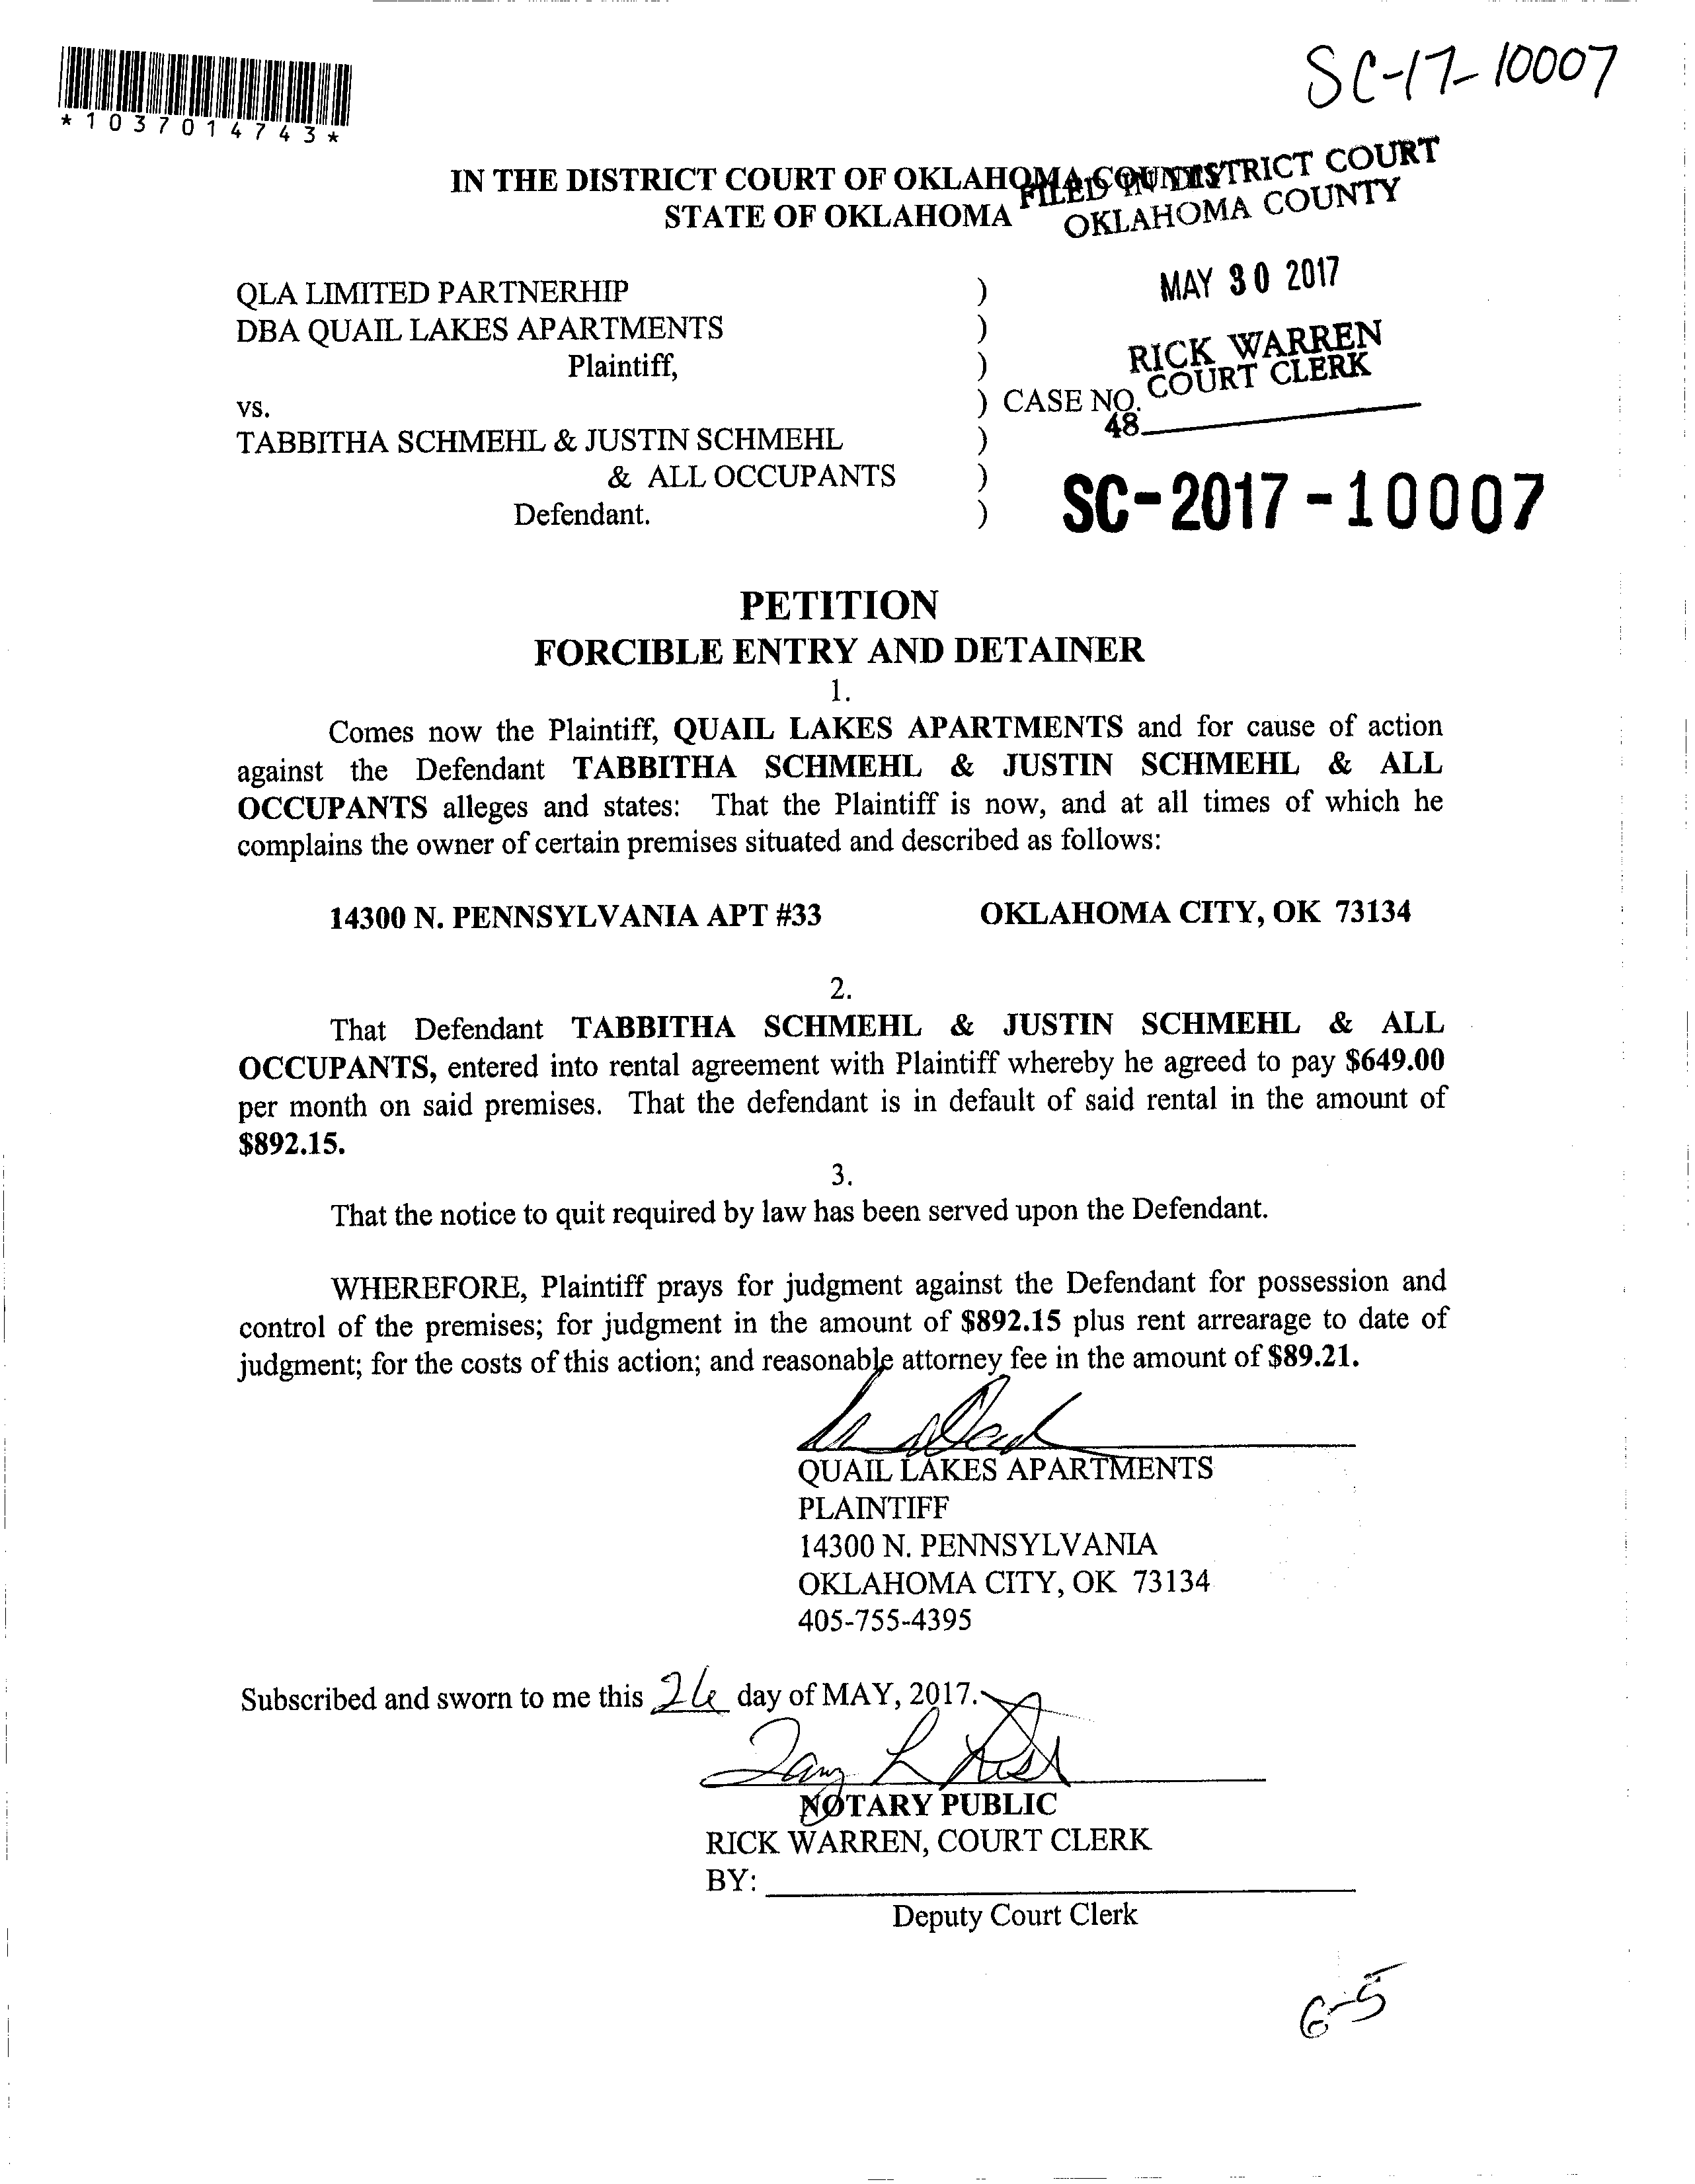 SC-17-10007
*1037014743*
IN THE DISTRICT COURT OF OKLAHOMA COUNTY
STATE OF OKLAHOMA
FILED IN DISTRICT COURT
OKLAHOMA COUNTY
MAY 30 2017
RICK WARREN
COURT CLERK
48
QLA LIMITED PARTNERHIP )
DBA QUAIL LAKES APARTMENTS )
Plaintiff, )
vs. ) CASE NO.
TABBITHA SCHMEHL & JUSTIN SCHMEHL )
& ALL OCCUPANTS )
Defendant. )
SC-2017-10007
PETITION
FORCIBLE ENTRY AND DETAINER
1.
Comes now the Plaintiff, QUAIL LAKES APARTMENTS and for cause of action
against the Defendant TABBITHA SCHMEHL & JUSTIN SCHMEHL & ALL
OCCUPANTS alleges and states: That the Plaintiff is now, and at all times of which he
complains the owner of certain premises situated and described as follows:
14300 N. PENNSYLVANIA APT #33 OKLAHOMA CITY, OK 73134
2.
That Defendant TABBITHA SCHMEHL & JUSTIN SCHMEHL & ALL
OCCUPANTS, entered into rental agreement with Plaintiff whereby he agreed to pay $649.00
per month on said premises. That the defendant is in default of said rental in the amount of
$892.15.
3.
That the notice to quit required by law has been served upon the Defendant.
WHEREFORE, Plaintiff prays for judgment against the Defendant for possession and
control of the premises; for judgment in the amount of $892.15 plus rent arrearage to date of
judgment; for the costs of this action; and reasonable attorney fee in the amount of $89.21.
QUAIL LAKES APARTMENTS
PLAINTIFF
14300 N. PENNSYLVANIA
OKLAHOMA CITY, OK 73134
405-755-4395
Subscribed and sworn to me this 26 day of MAY, 2017.
NOTARY PUBLIC
RICK WARREN, COURT CLERK
BY:
Deputy Court Clerk
6-5